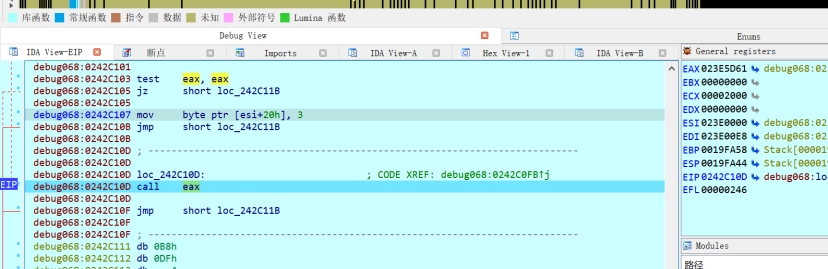 库函数 常规函数 指令 数据 未知 外部符号 Lumina 函数
Debug View Enums
IDA View-EIP 断点 Imports IDA View-A Hex View-1 IDA View-B General registers
debug068:0242C101
debug068:0242C103 test eax, eax
debug068:0242C105 jz short loc_242C11B
debug068:0242C105
debug068:0242C107 mov byte ptr [esi+20h], 3
debug068:0242C10B jmp short loc_242C11B
debug068:0242C10B
debug068:0242C10D ; ---------------------------------------------------------------------------
debug068:0242C10D
debug068:0242C10D loc_242C10D: ; CODE XREF: debug068:0242C0FB↑j
debug068:0242C10D call eax
debug068:0242C10D
debug068:0242C10F jmp short loc_242C11B
debug068:0242C10F
debug068:0242C10F ; ---------------------------------------------------------------------------
debug068:0242C111 db 0B8h
debug068:0242C112 db 0DFh
EIP
EAX 023E5D61 debug068:02
EBX 00000000
ECX 00002000
EDX 00000000
ESI 023E0000 debug068:02
EDI 023E00E8 debug068:02
EBP 0019FA58 Stack[00001
ESP 0019FA44 Stack[00001
EIP 0242C10D debug068:lo
EFL 00000246
Modules
路径